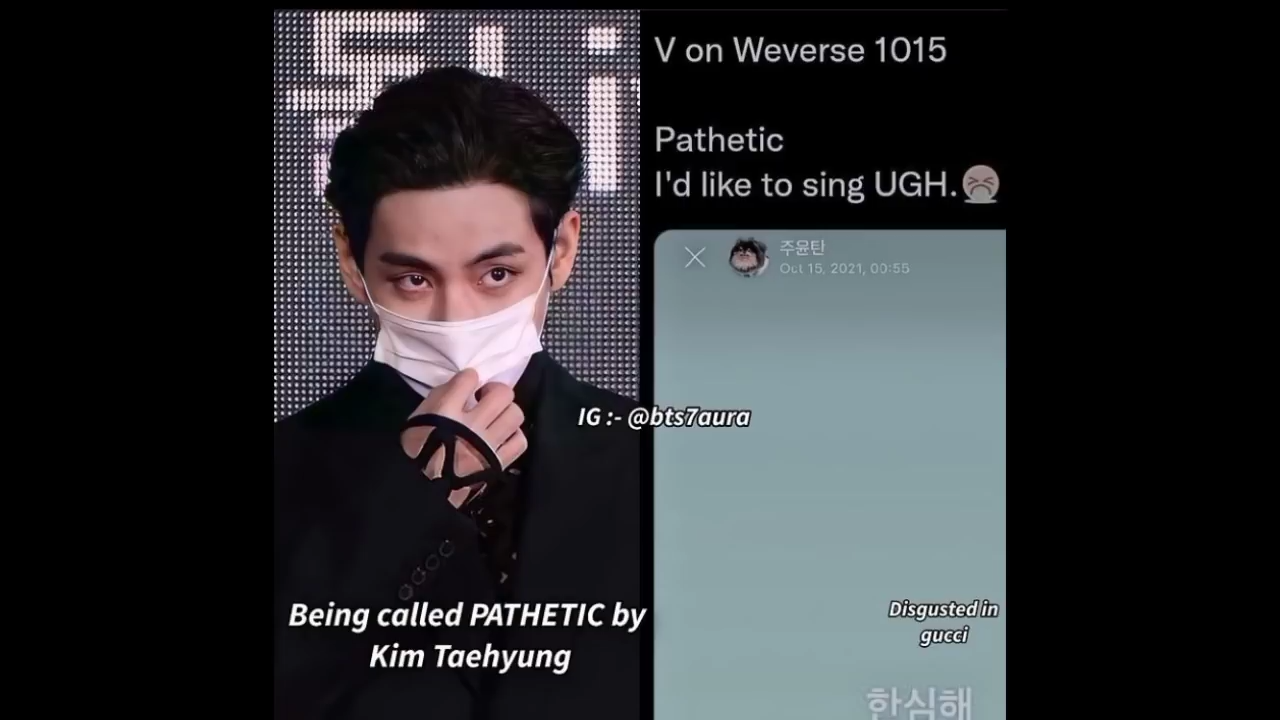 V on Weverse 1015
Pathetic
I'd like to sing UGH.
주윤탄
Oct 15, 2021, 00:55
IG :- @bts7aura
Being called PATHETIC by
Kim Taehyung
Disgusted in
gucci
한심해